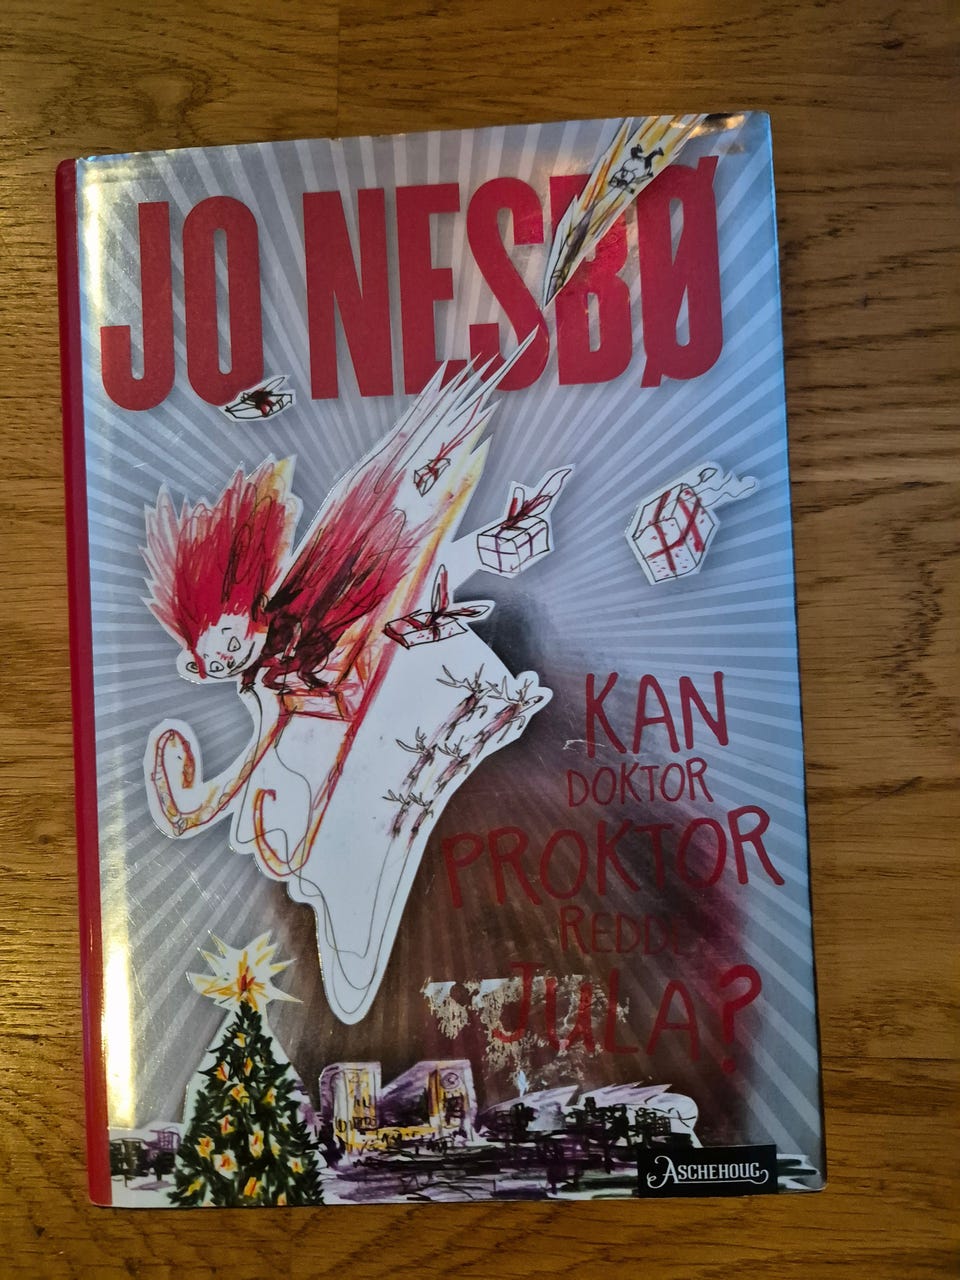 JO NESBØ
KAN
DOKTOR
PROKTOR
REDDE
JULA?
ASCHEHOUG